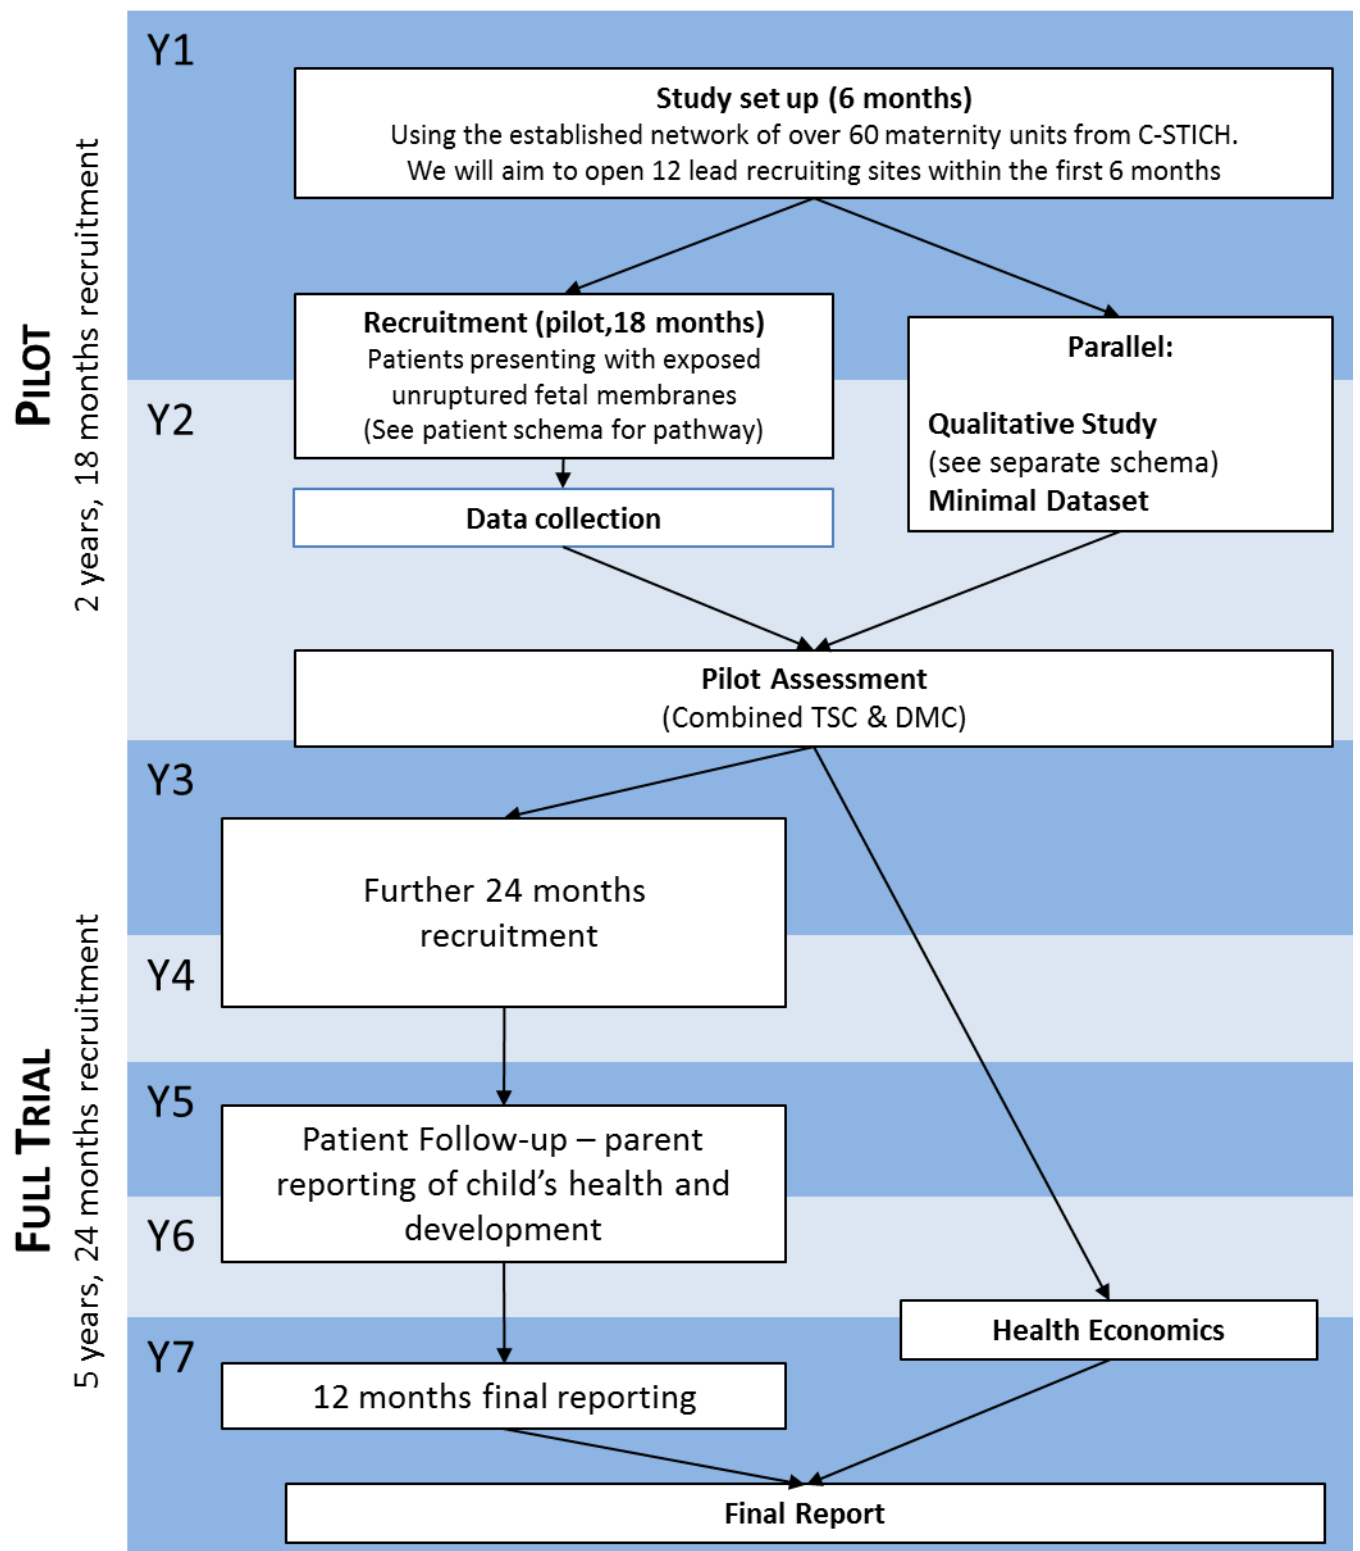 Y1
Study set up (6 months)
Using the established network of over 60 maternity units from C-STICH.
We will aim to open 12 lead recruiting sites within the first 6 months
PILOT
2 years, 18 months recruitment
Recruitment (pilot,18 months)
Patients presenting with exposed
unruptured fetal membranes
(See patient schema for pathway)
Parallel:
Qualitative Study
(see separate schema)
Minimal Dataset
Y2
Data collection
Pilot Assessment
(Combined TSC & DMC)
Y3
Further 24 months
recruitment
Y4
FULL TRIAL
5 years, 24 months recruitment
Y5
Patient Follow-up – parent
reporting of child’s health and
development
Y6
Health Economics
Y7
12 months final reporting
Final Report